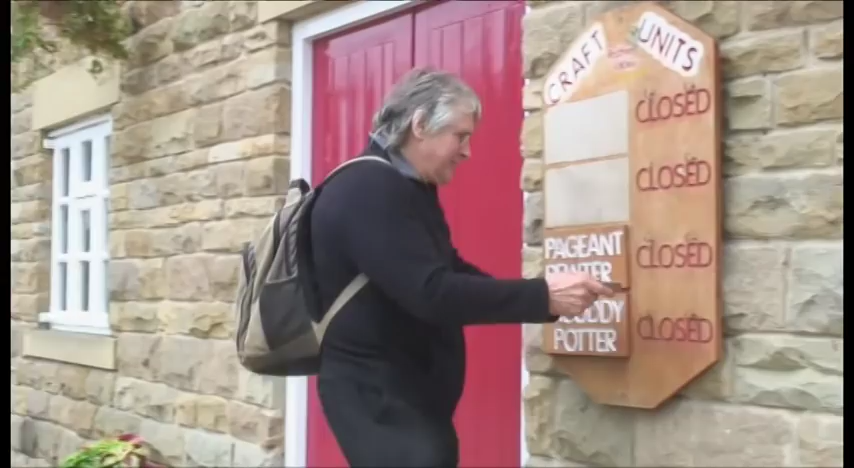 CRAFT UNITS
CLOSED
CLOSED
PAGEANT
CLOSED
POTTER
CLOSED